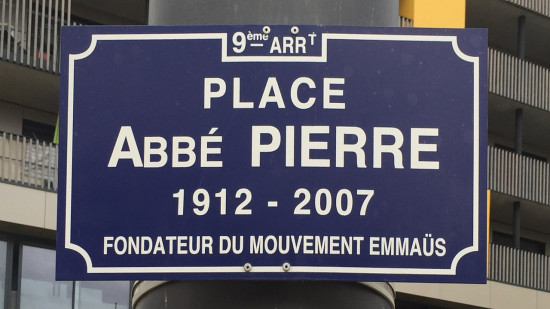 9ème ARRT
PLACE
ABBÉ PIERRE
1912 - 2007
FONDATEUR DU MOUVEMENT EMMAÜS